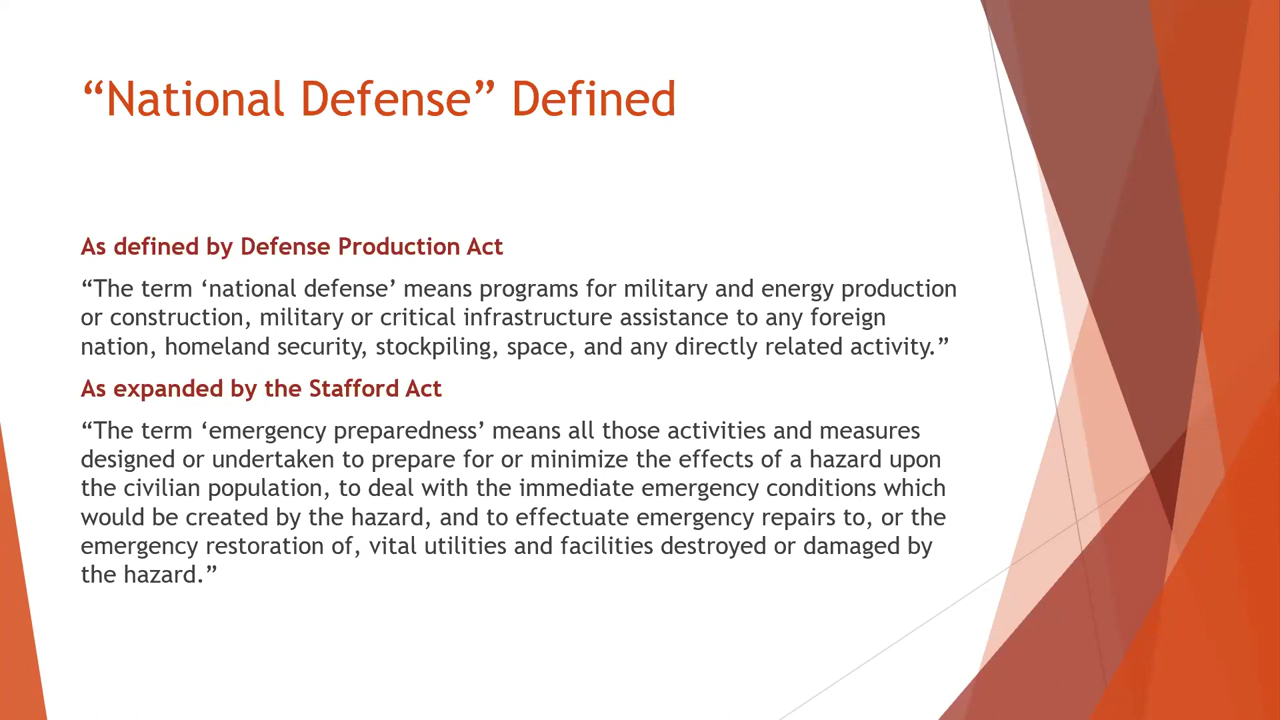 “National Defense” Defined
As defined by Defense Production Act
“The term ‘national defense’ means programs for military and energy production
or construction, military or critical infrastructure assistance to any foreign
nation, homeland security, stockpiling, space, and any directly related activity.”
As expanded by the Stafford Act
“The term ‘emergency preparedness’ means all those activities and measures
designed or undertaken to prepare for or minimize the effects of a hazard upon
the civilian population, to deal with the immediate emergency conditions which
would be created by the hazard, and to effectuate emergency repairs to, or the
emergency restoration of, vital utilities and facilities destroyed or damaged by
the hazard.”